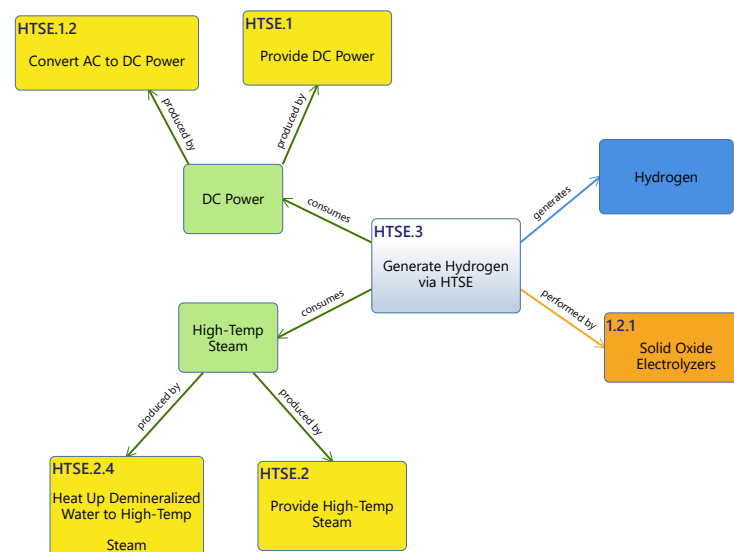 HTSE.1.2
Convert AC to DC Power
HTSE.1
Provide DC Power
produced by
produced by
DC Power
consumes
HTSE.3
Generate Hydrogen
via HTSE
generates
Hydrogen
consumes
performed by
1.2.1
Solid Oxide
Electrolyzers
High-Temp
Steam
produced by
produced by
HTSE.2.4
Heat Up Demineralized
Water to High-Temp
Steam
HTSE.2
Provide High-Temp
Steam